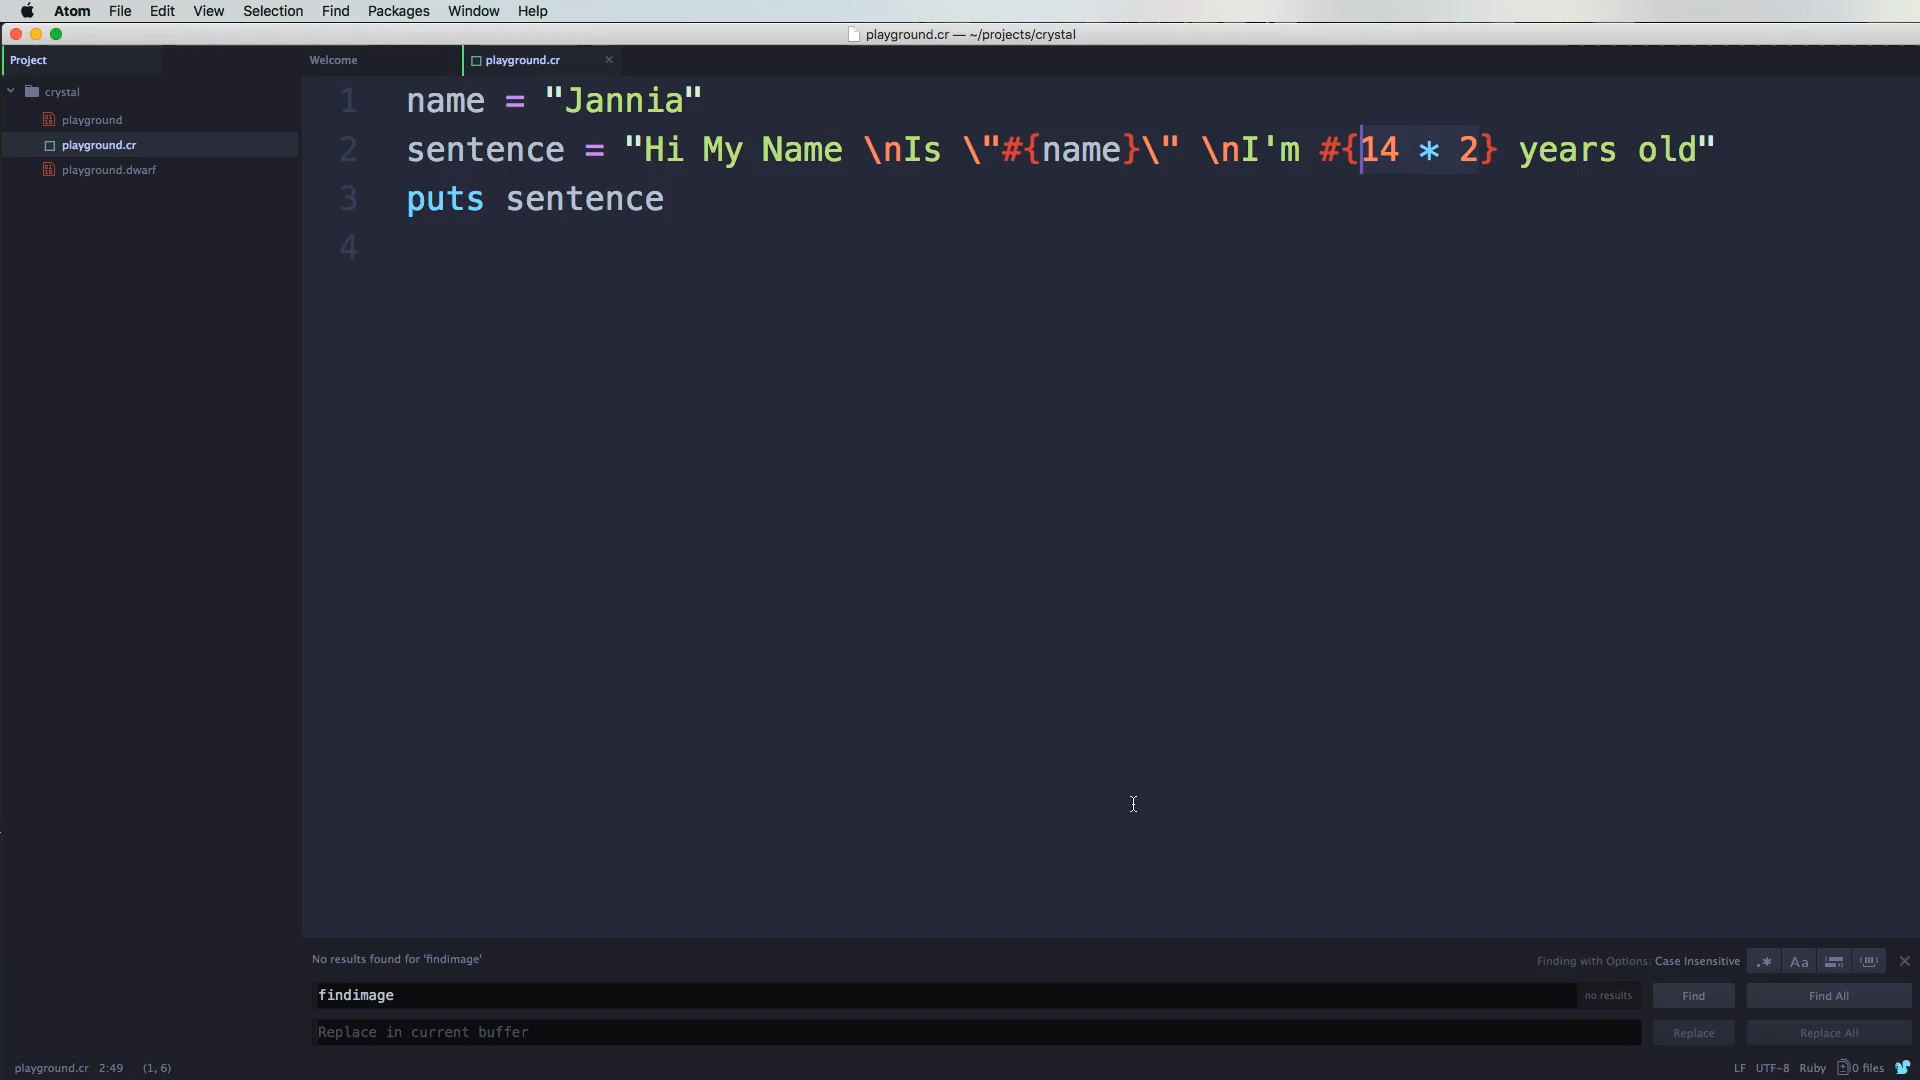 Atom File Edit View Selection Find Packages Window Help
playground.cr — ~/projects/crystal
Project
Welcome
playground.cr
crystal
playground
playground.cr
playground.dwarf
1 name = "Jannia"
2 sentence = "Hi My Name \nIs \"#{name}\" \nI'm #{14 * 2} years old"
3 puts sentence
4
No results found for 'findimage'
Finding with Options: Case Insensitive
.* Aa
findimage
no results
Find
Find All
Replace in current buffer
Replace
Replace All
playground.cr 2:49 (1, 6)
LF UTF-8 Ruby 0 files